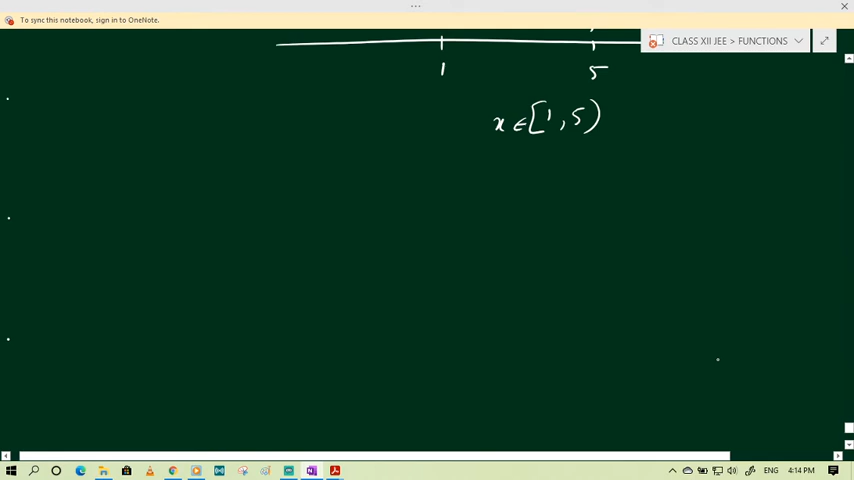 ...
To sync this notebook, sign in to OneNote.
CLASS XII JEE > FUNCTIONS
1 5
x ∈ [1, 5)
ENG 4:14 PM